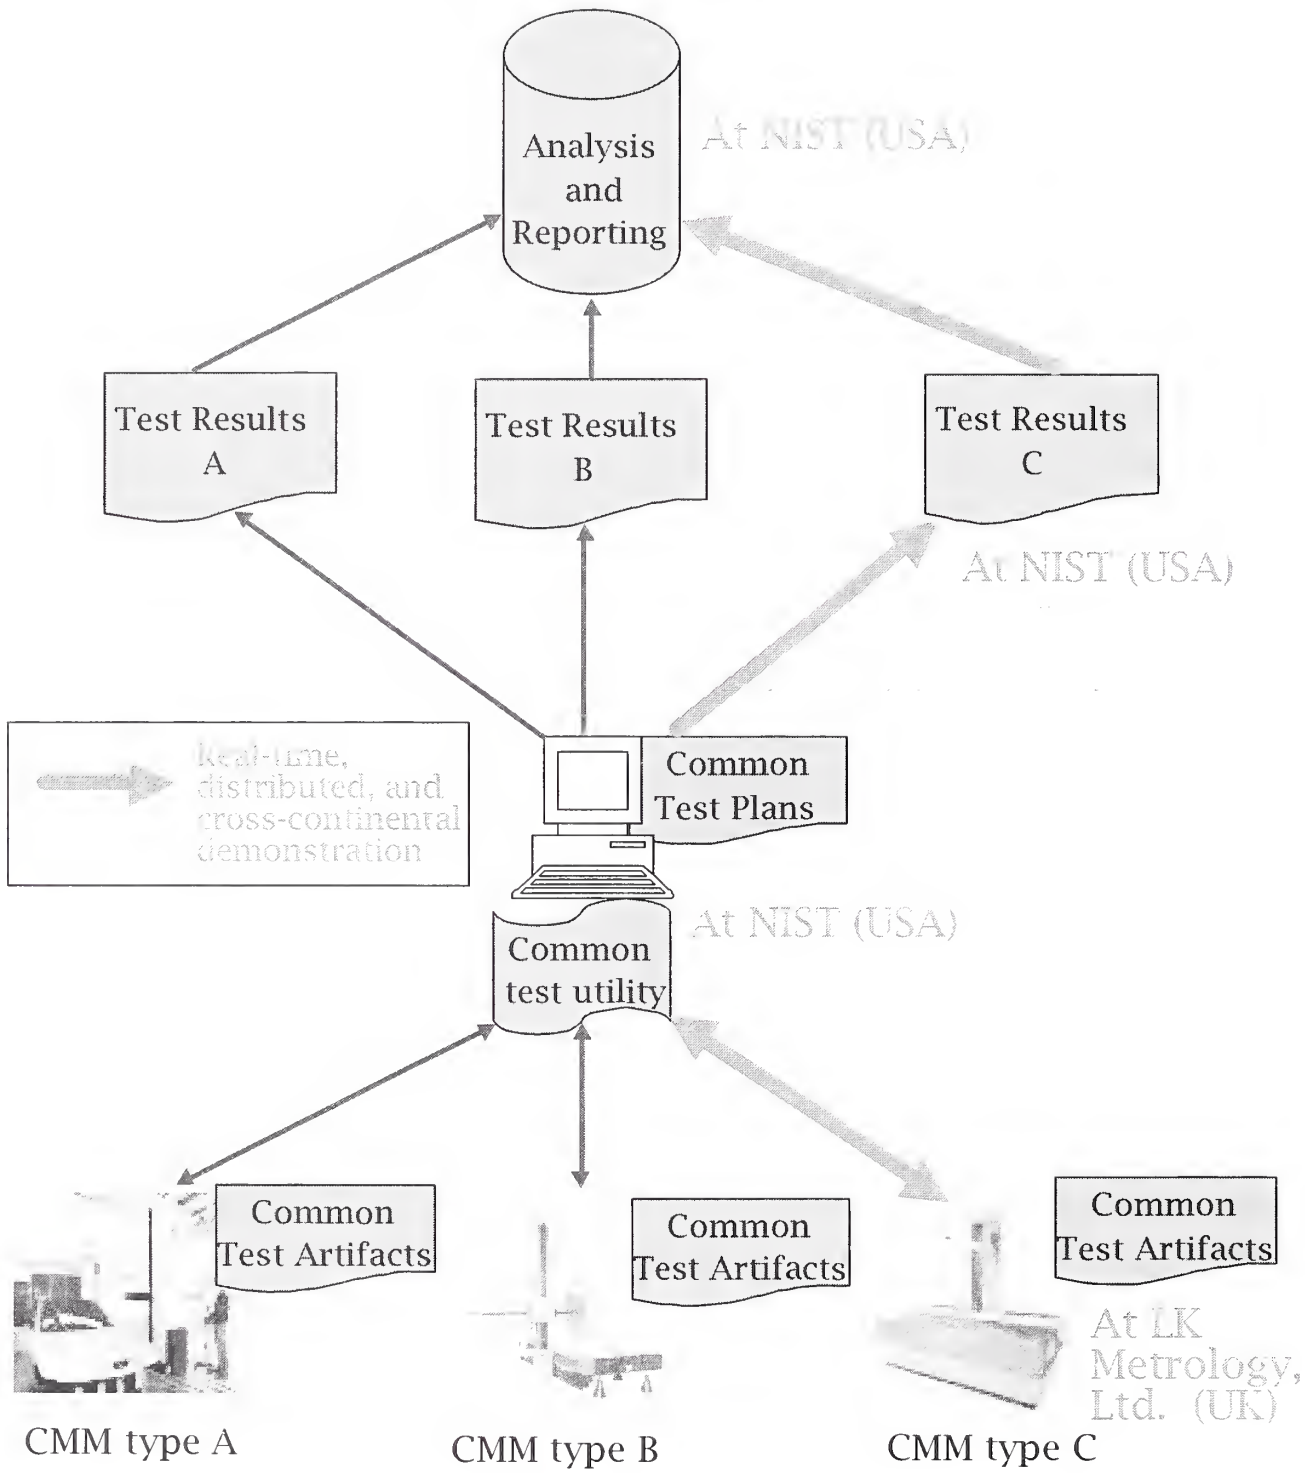 Analysis
and
Reporting
At NIST (USA)
Test Results
A
Test Results
B
Test Results
C
At NIST (USA)
Real-time,
distributed, and
cross-continental
demonstration
Common
Test Plans
At NIST (USA)
Common
test utility
Common
Test Artifacts
Common
Test Artifacts
Common
Test Artifacts
At LK
Metrology,
Ltd. (UK)
CMM type A
CMM type B
CMM type C